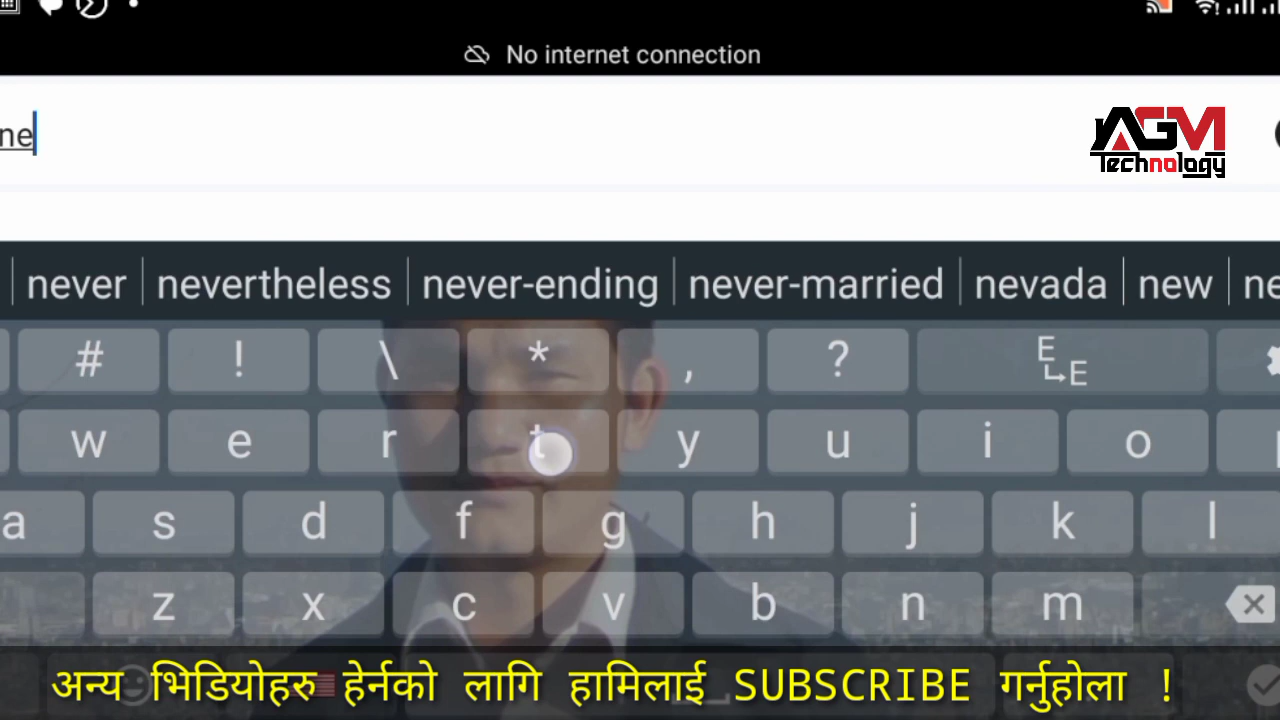 No internet connection
ne
AGM
Technology
never nevertheless never-ending never-married nevada new ne
# ! \ * , ? E E
w e r t y u i o p
a s d f g h j k l
z x c v b n m
अन्य भिडियोहरु हेर्नको लागि हामिलाई SUBSCRIBE गर्नुहोला !